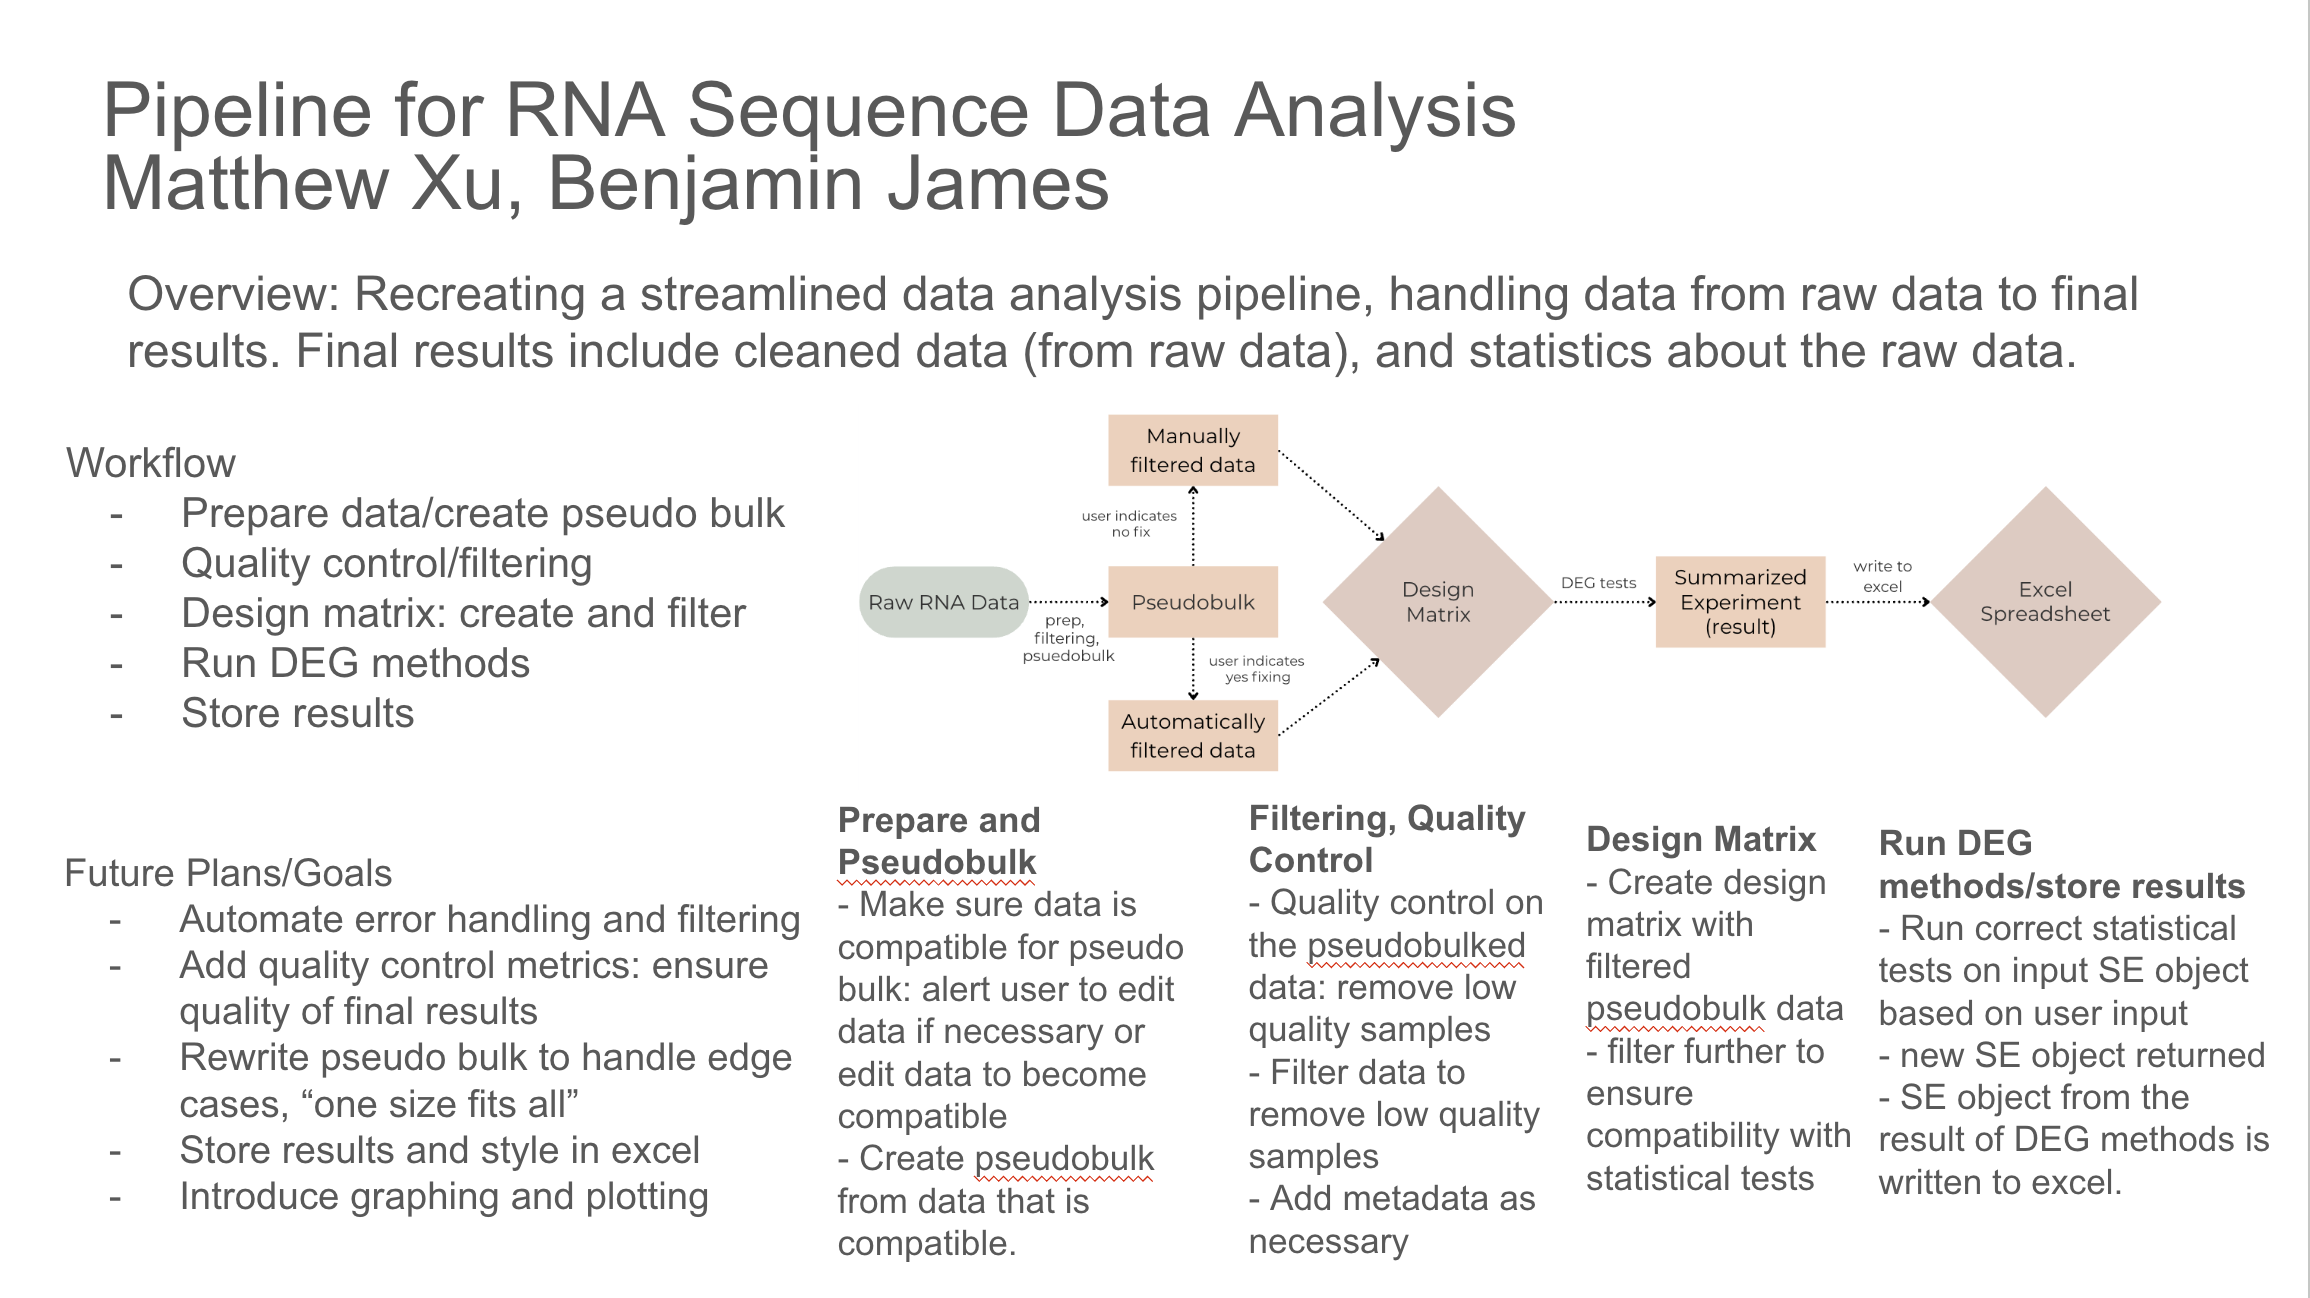 Pipeline for RNA Sequence Data Analysis
Matthew Xu, Benjamin James
Overview: Recreating a streamlined data analysis pipeline, handling data from raw data to final
results. Final results include cleaned data (from raw data), and statistics about the raw data.
Workflow
- Prepare data/create pseudo bulk
- Quality control/filtering
- Design matrix: create and filter
- Run DEG methods
- Store results
Manually
filtered data
user indicates
no fix
Raw RNA Data
prep,
filtering,
psuedobulk
Pseudobulk
user indicates
yes fixing
Automatically
filtered data
Design
Matrix
DEG tests
Summarized
Experiment
(result)
write to
excel
Excel
Spreadsheet
Future Plans/Goals
- Automate error handling and filtering
- Add quality control metrics: ensure
quality of final results
- Rewrite pseudo bulk to handle edge
cases, “one size fits all”
- Store results and style in excel
- Introduce graphing and plotting
Prepare and
Pseudobulk
- Make sure data is
compatible for pseudo
bulk: alert user to edit
data if necessary or
edit data to become
compatible
- Create pseudobulk
from data that is
compatible.
Filtering, Quality
Control
- Quality control on
the pseudobulked
data: remove low
quality samples
- Filter data to
remove low quality
samples
- Add metadata as
necessary
Design Matrix
- Create design
matrix with
filtered
pseudobulk data
- filter further to
ensure
compatibility with
statistical tests
Run DEG
methods/store results
- Run correct statistical
tests on input SE object
based on user input
- new SE object returned
- SE object from the
result of DEG methods is
written to excel.